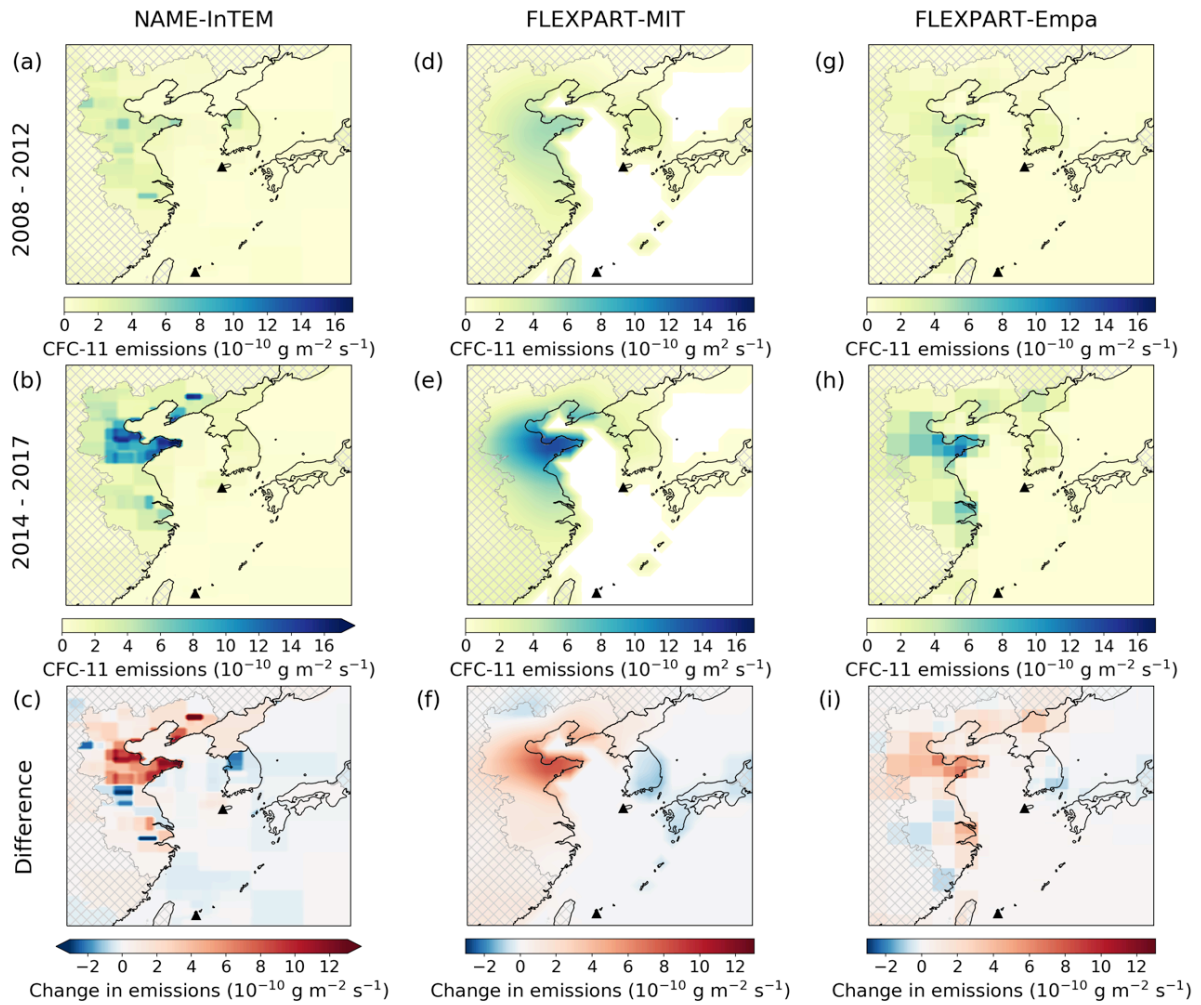 NAME-InTEM FLEXPART-MIT FLEXPART-Empa
2008 - 2012
(a) (d) (g)
0 2 4 6 8 10 12 14 16 0 2 4 6 8 10 12 14 16 0 2 4 6 8 10 12 14 16
CFC-11 emissions (10⁻¹⁰ g m⁻² s⁻¹) CFC-11 emissions (10⁻¹⁰ g m² s⁻¹) CFC-11 emissions (10⁻¹⁰ g m⁻² s⁻¹)
2014 - 2017
(b) (e) (h)
0 2 4 6 8 10 12 14 16 0 2 4 6 8 10 12 14 16 0 2 4 6 8 10 12 14 16
CFC-11 emissions (10⁻¹⁰ g m⁻² s⁻¹) CFC-11 emissions (10⁻¹⁰ g m² s⁻¹) CFC-11 emissions (10⁻¹⁰ g m⁻² s⁻¹)
Difference
(c) (f) (i)
−2 0 2 4 6 8 10 12 −2 0 2 4 6 8 10 12 −2 0 2 4 6 8 10 12
Change in emissions (10⁻¹⁰ g m⁻² s⁻¹) Change in emissions (10⁻¹⁰ g m⁻² s⁻¹) Change in emissions (10⁻¹⁰ g m⁻² s⁻¹)